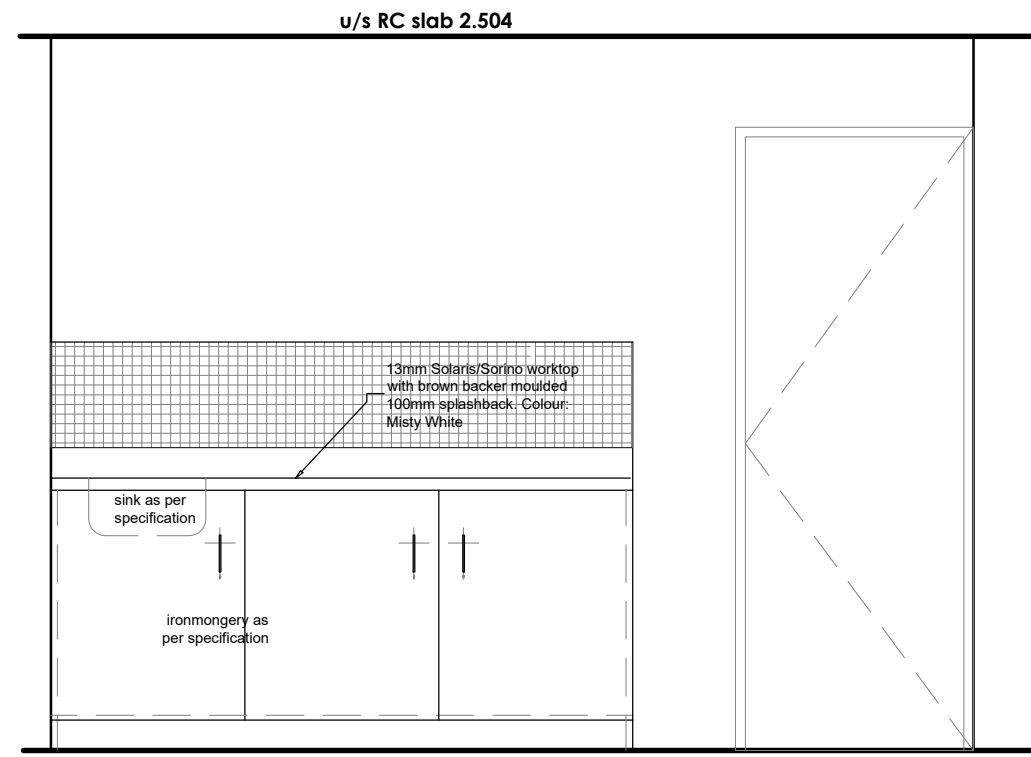 u/s RC slab 2.504
13mm Solaris/Sorino worktop
with brown backer moulded
100mm splashback. Colour:
Misty White
sink as per
specification
ironmongery as
per specification